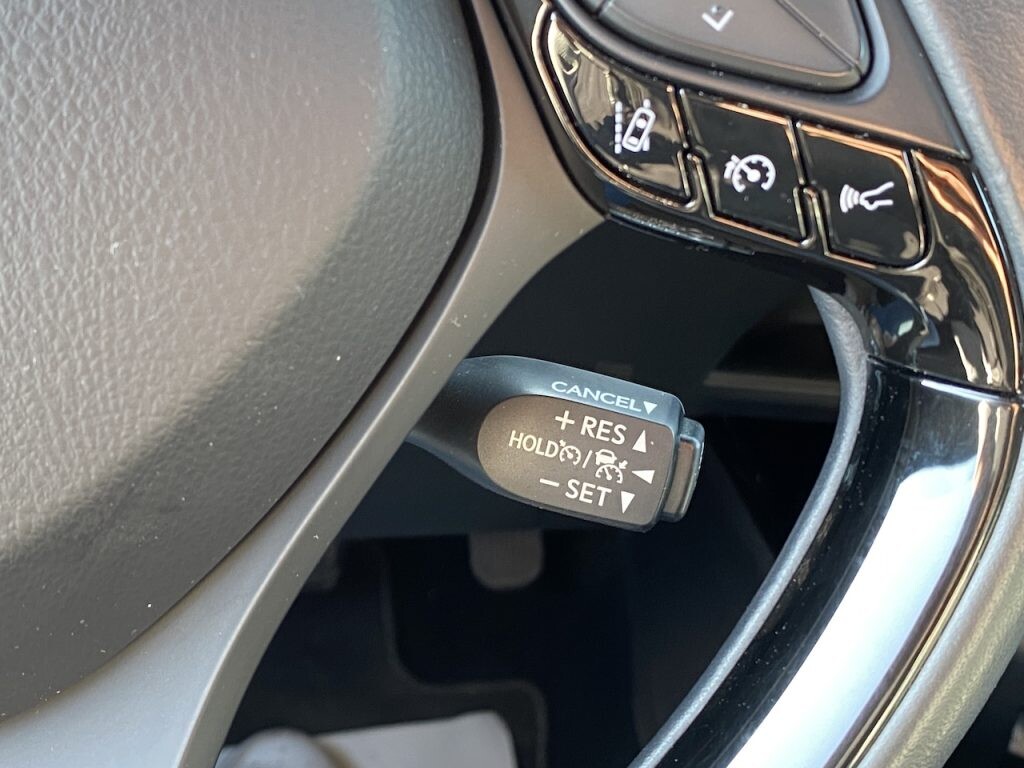 CANCEL▼
+ RES ▲
HOLD / ◀
− SET ▼